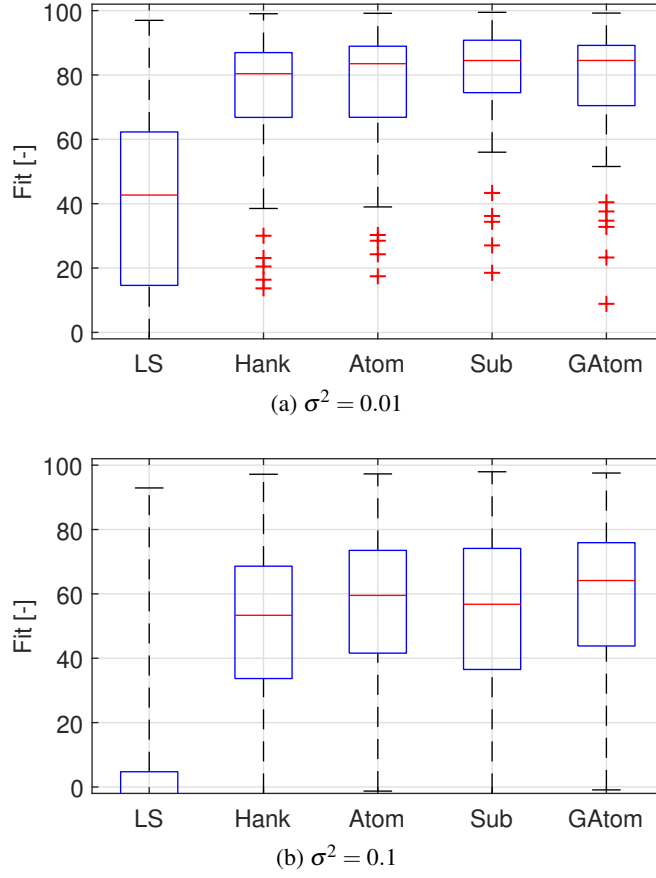 100
80
60
40
20
0
Fit [-]
LS Hank Atom Sub GAtom
(a) σ² = 0.01
100
80
60
40
20
0
Fit [-]
LS Hank Atom Sub GAtom
(b) σ² = 0.1